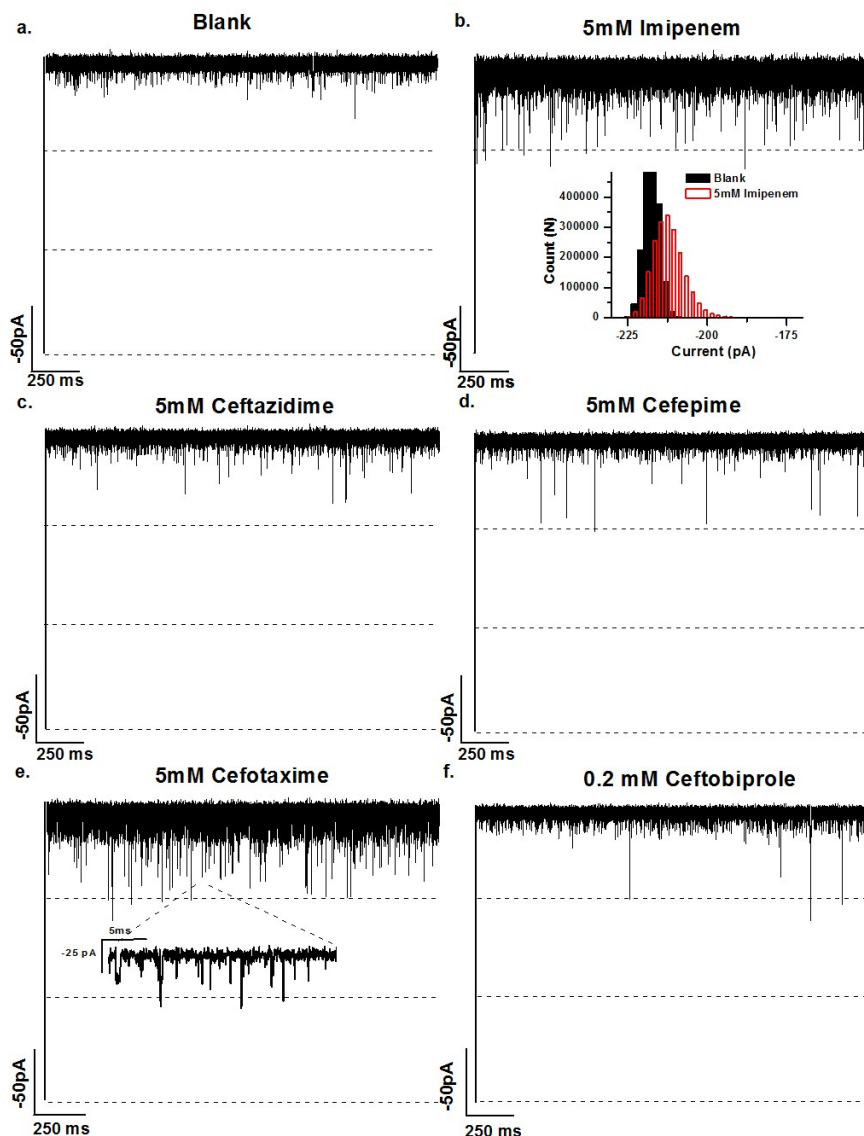 a.
Blank
-50pA
250 ms
b.
5mM Imipenem
Blank
5mM Imipenem
400000
300000
200000
100000
0
Count (N)
-225
-200
-175
Current (pA)
-50pA
250 ms
c.
5mM Ceftazidime
-50pA
250 ms
d.
5mM Cefepime
-50pA
250 ms
e.
5mM Cefotaxime
5ms
-25 pA
-50pA
250 ms
f.
0.2 mM Ceftobiprole
-50pA
250 ms